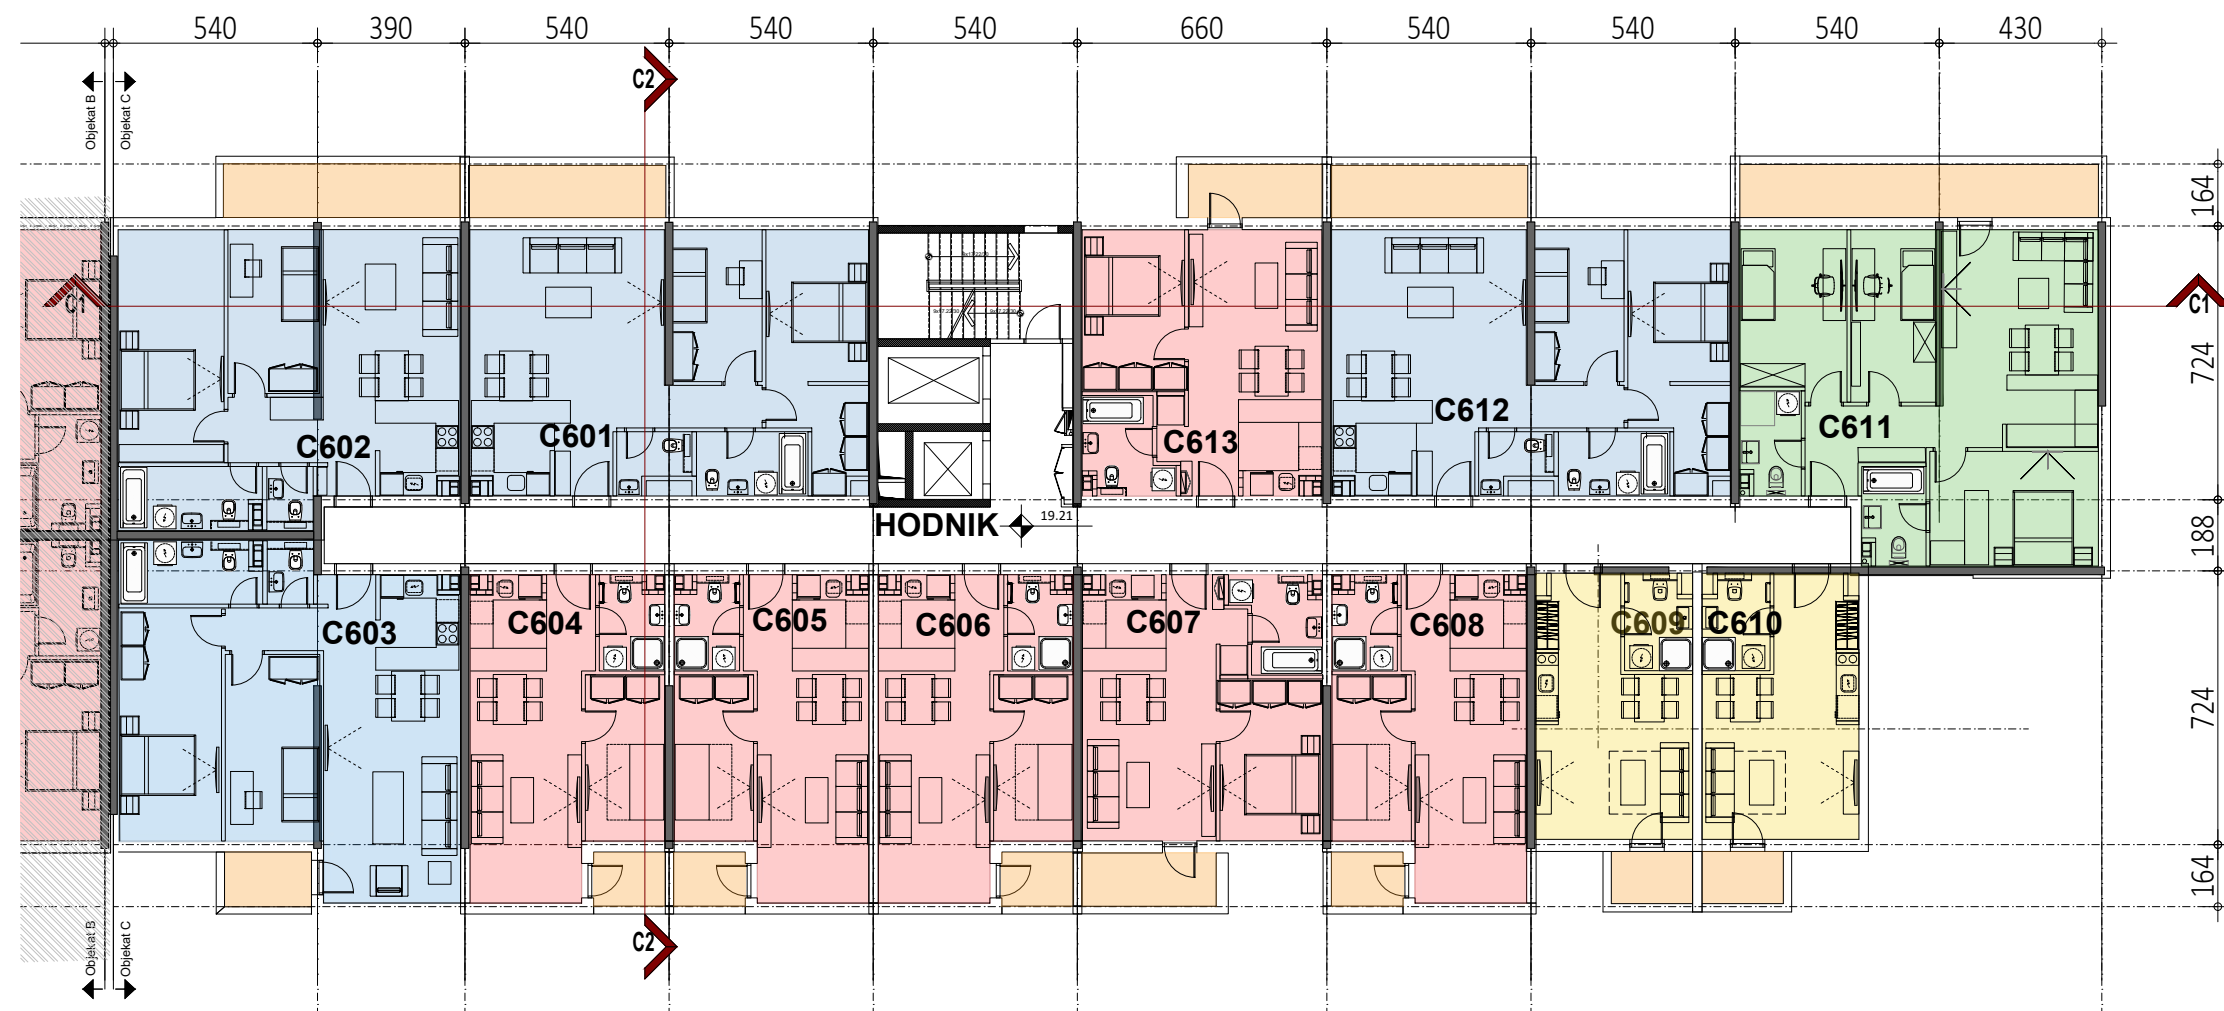 540 390 540 540 540 660 540 540 540 430
C2
Objekat B
Objekat C
164
C1
C1
724
C602
C601
C613
C612
C611
HODNIK
19.21
188
C603
C604
C605
C606
C607
C608
C609
C610
724
164
C2
Objekat B
Objekat C